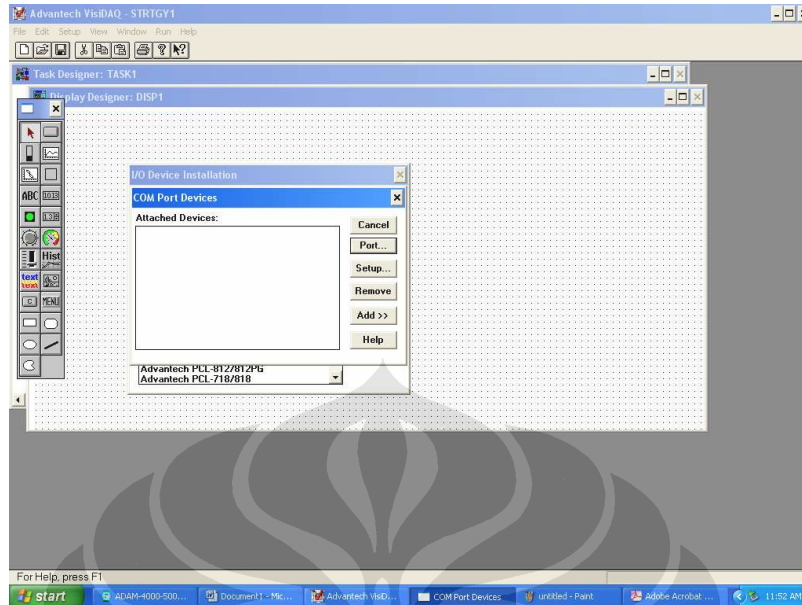 Advantech VisiDAQ - STRTGY1
File Edit Setup View Window Run Help
Task Designer: TASK1
Display Designer: DISP1
I/O Device Installation
COM Port Devices
Attached Devices:
Cancel
Port...
Setup...
Remove
Add >>
Help
ABC
Hist
text
text
C MENU
Advantech PCL-812/812PG
Advantech PCL-718/818
For Help, press F1
start ADAM-4000-500... Document1 - Mic... Advantech VisiD... COM Port Devices untitled - Paint Adobe Acrobat ... 11:52 AM